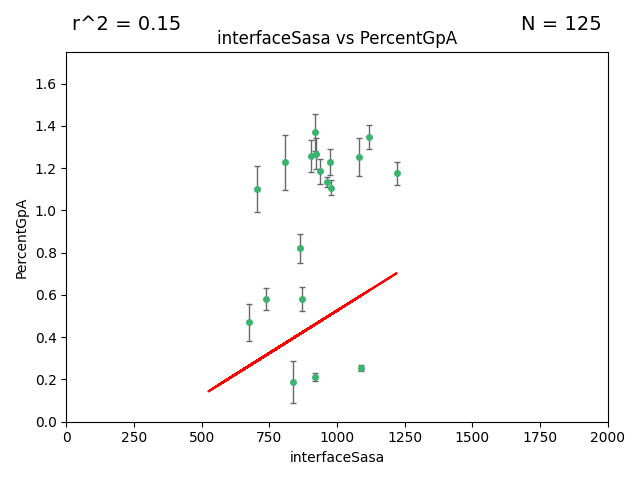 r^2 = 0.15
N = 125
interfaceSasa vs PercentGpA
PercentGpA
1.6
1.4
1.2
1.0
0.8
0.6
0.4
0.2
0.0
0 250 500 750 1000 1250 1500 1750 2000
interfaceSasa